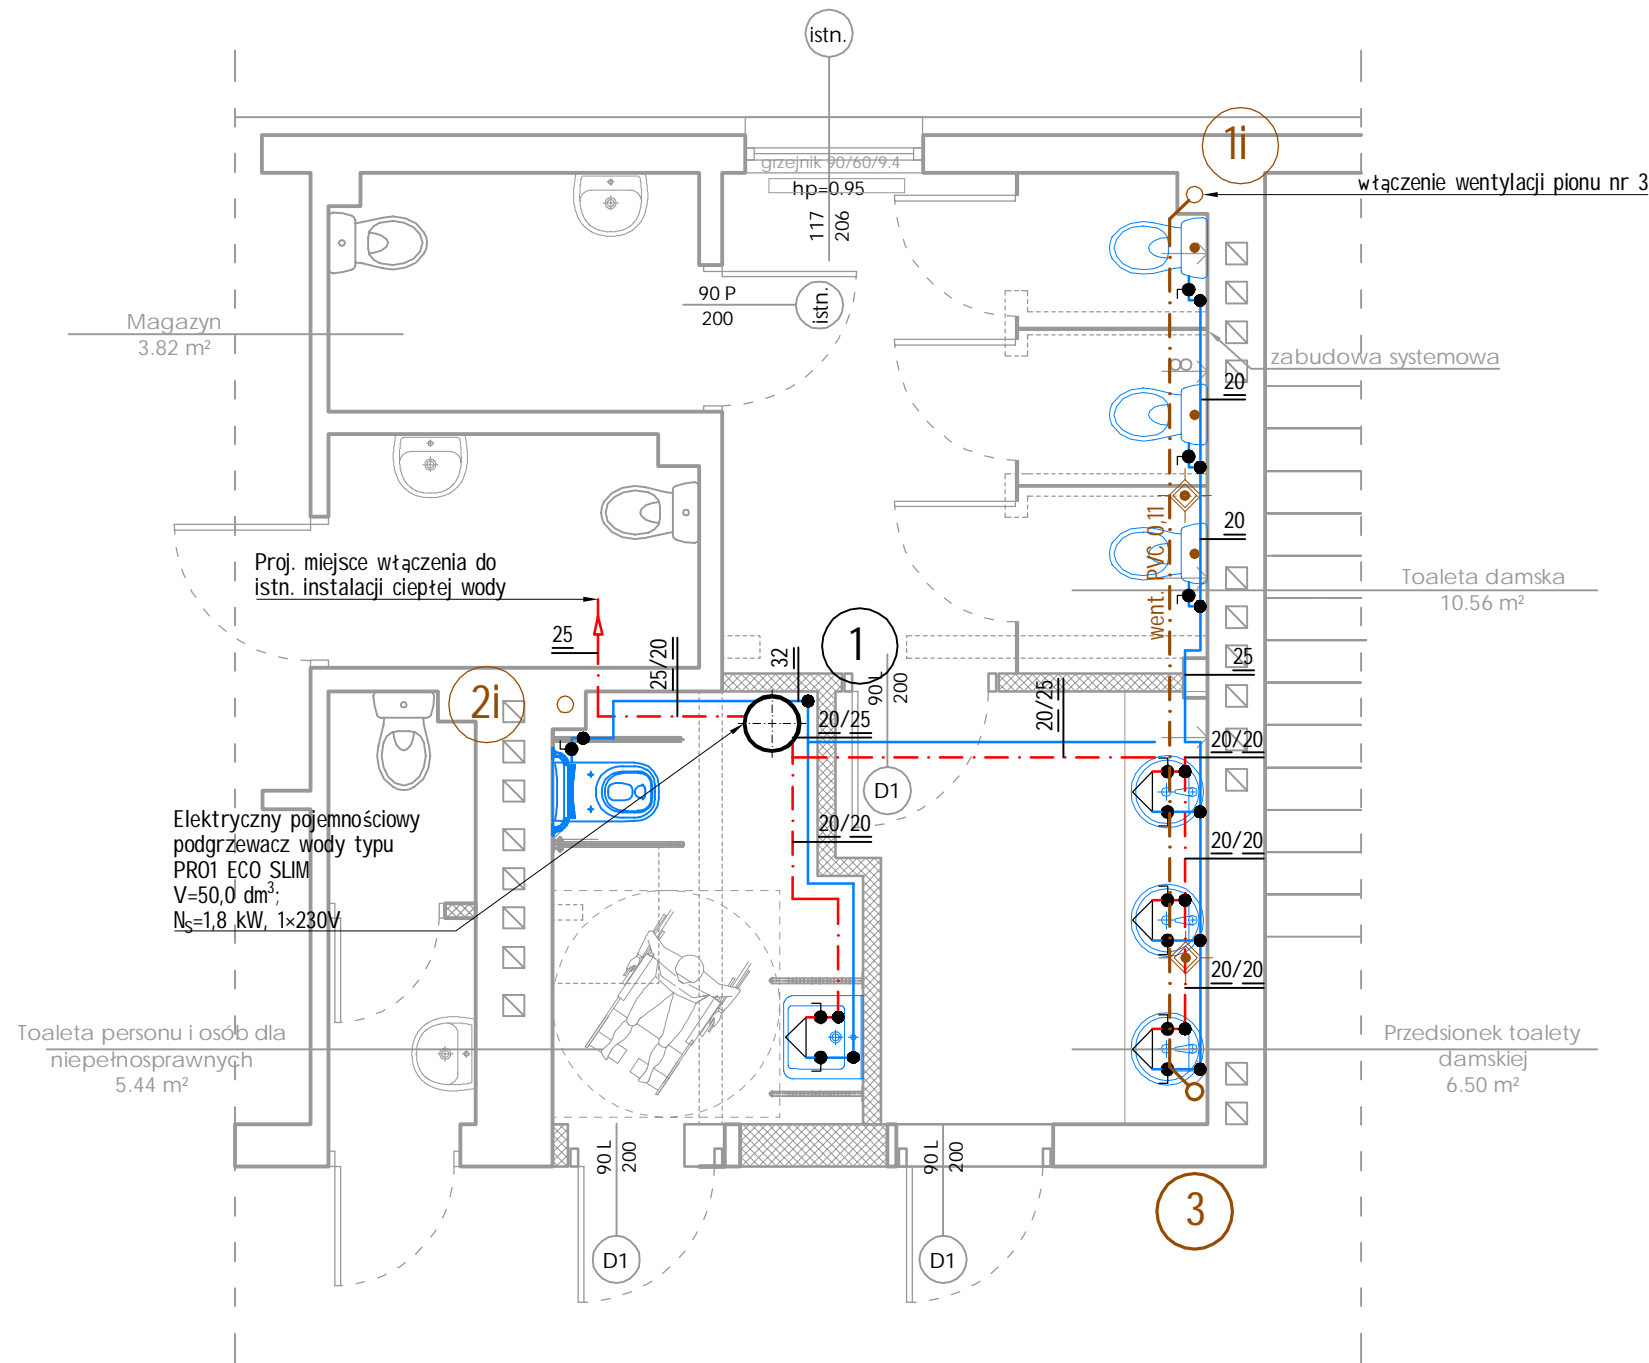 istn.
1i
grzejnik 90/60/9.4
hp=0.95
117
206
włączenie wentylacji pionu nr 3
90 P
200
istn.
Magazyn
3.82 m²
zabudowa systemowa
20
20
went. PVC 0,11
Proj. miejsce włączenia do
istn. instalacji ciepłej wody
Toaleta damska
10.56 m²
25
25/20
32
1
90 L
200
25
2i
20/25
20/25
20/20
D1
Elektryczny pojemnościowy
podgrzewacz wody typu
PRO1 ECO SLIM
V=50,0 dm³;
NS=1,8 kW, 1×230V
20/20
20/20
20/20
Toaleta personu i osób dla
niepełnosprawnych
5.44 m²
Przedsionek toalety
damskiej
6.50 m²
90 L
200
90 L
200
3
D1
D1